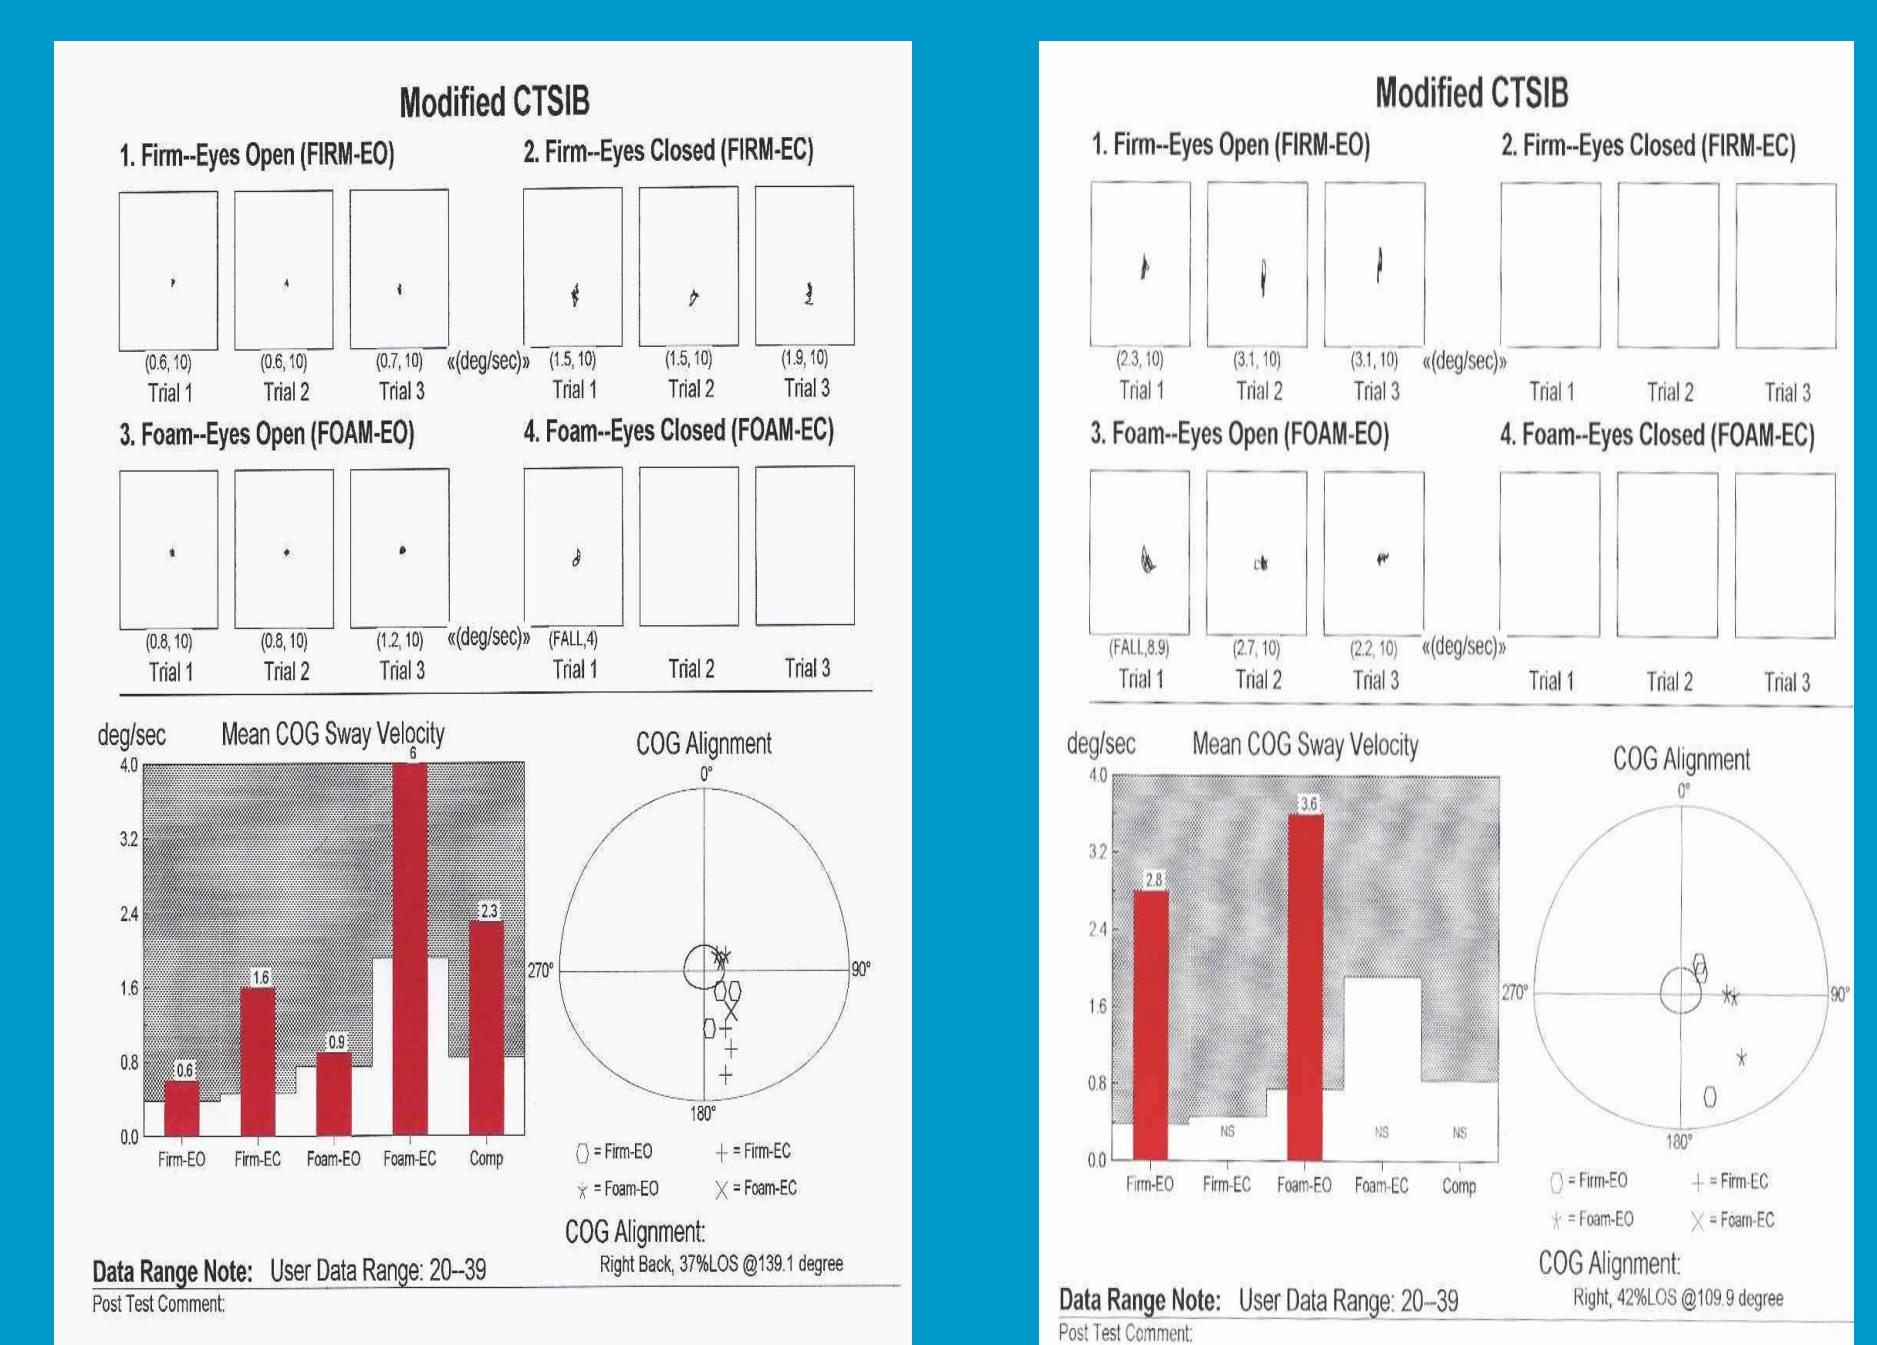 Modified CTSIB
1. Firm--Eyes Open (FIRM-EO)
2. Firm--Eyes Closed (FIRM-EC)
(0.6, 10) (0.6, 10) (0.7, 10) «(deg/sec)» (1.5, 10) (1.5, 10) (1.9, 10)
Trial 1 Trial 2 Trial 3 Trial 1 Trial 2 Trial 3
3. Foam--Eyes Open (FOAM-EO)
4. Foam--Eyes Closed (FOAM-EC)
(0.8, 10) (0.8, 10) (1.2, 10) «(deg/sec)» (FALL,4)
Trial 1 Trial 2 Trial 3 Trial 1 Trial 2 Trial 3
deg/sec Mean COG Sway Velocity
4.0
3.2
2.4
1.6
0.8
0.0
0.6
1.6
0.9
6
2.3
Firm-EO Firm-EC Foam-EO Foam-EC Comp
COG Alignment
0°
270°
90°
180°
= Firm-EO = Firm-EC
= Foam-EO = Foam-EC
COG Alignment:
Right Back, 37%LOS @139.1 degree
Data Range Note: User Data Range: 20--39
Post Test Comment:
Modified CTSIB
1. Firm--Eyes Open (FIRM-EO)
2. Firm--Eyes Closed (FIRM-EC)
(2.3, 10) (3.1, 10) (3.1, 10) «(deg/sec)»
Trial 1 Trial 2 Trial 3 Trial 1 Trial 2 Trial 3
3. Foam--Eyes Open (FOAM-EO)
4. Foam--Eyes Closed (FOAM-EC)
(FALL,8.9) (2.7, 10) (2.2, 10) «(deg/sec)»
Trial 1 Trial 2 Trial 3 Trial 1 Trial 2 Trial 3
deg/sec Mean COG Sway Velocity
4.0
3.2
2.4
1.6
0.8
0.0
2.8
NS
3.6
NS
NS
Firm-EO Firm-EC Foam-EO Foam-EC Comp
COG Alignment
0°
270°
90°
180°
= Firm-EO = Firm-EC
= Foam-EO = Foam-EC
COG Alignment:
Right, 42%LOS @109.9 degree
Data Range Note: User Data Range: 20--39
Post Test Comment: